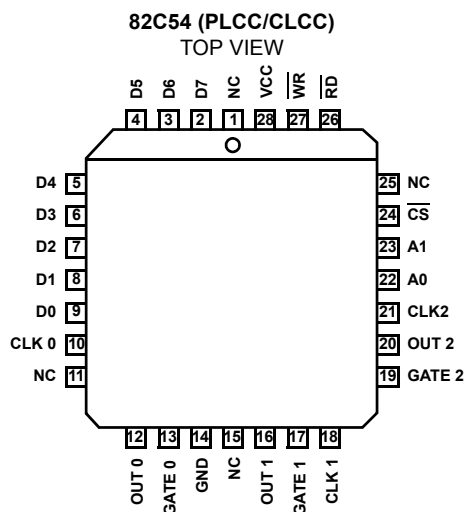 82C54 (PLCC/CLCC)
TOP VIEW
D5 D6 D7 NC VCC WR RD
4 3 2 1 28 27 26
D4 5
D3 6
D2 7
D1 8
D0 9
CLK 0 10
NC 11
25 NC
24 CS
23 A1
22 A0
21 CLK2
20 OUT 2
19 GATE 2
12 13 14 15 16 17 18
OUT 0 GATE 0 GND NC OUT 1 GATE 1 CLK 1